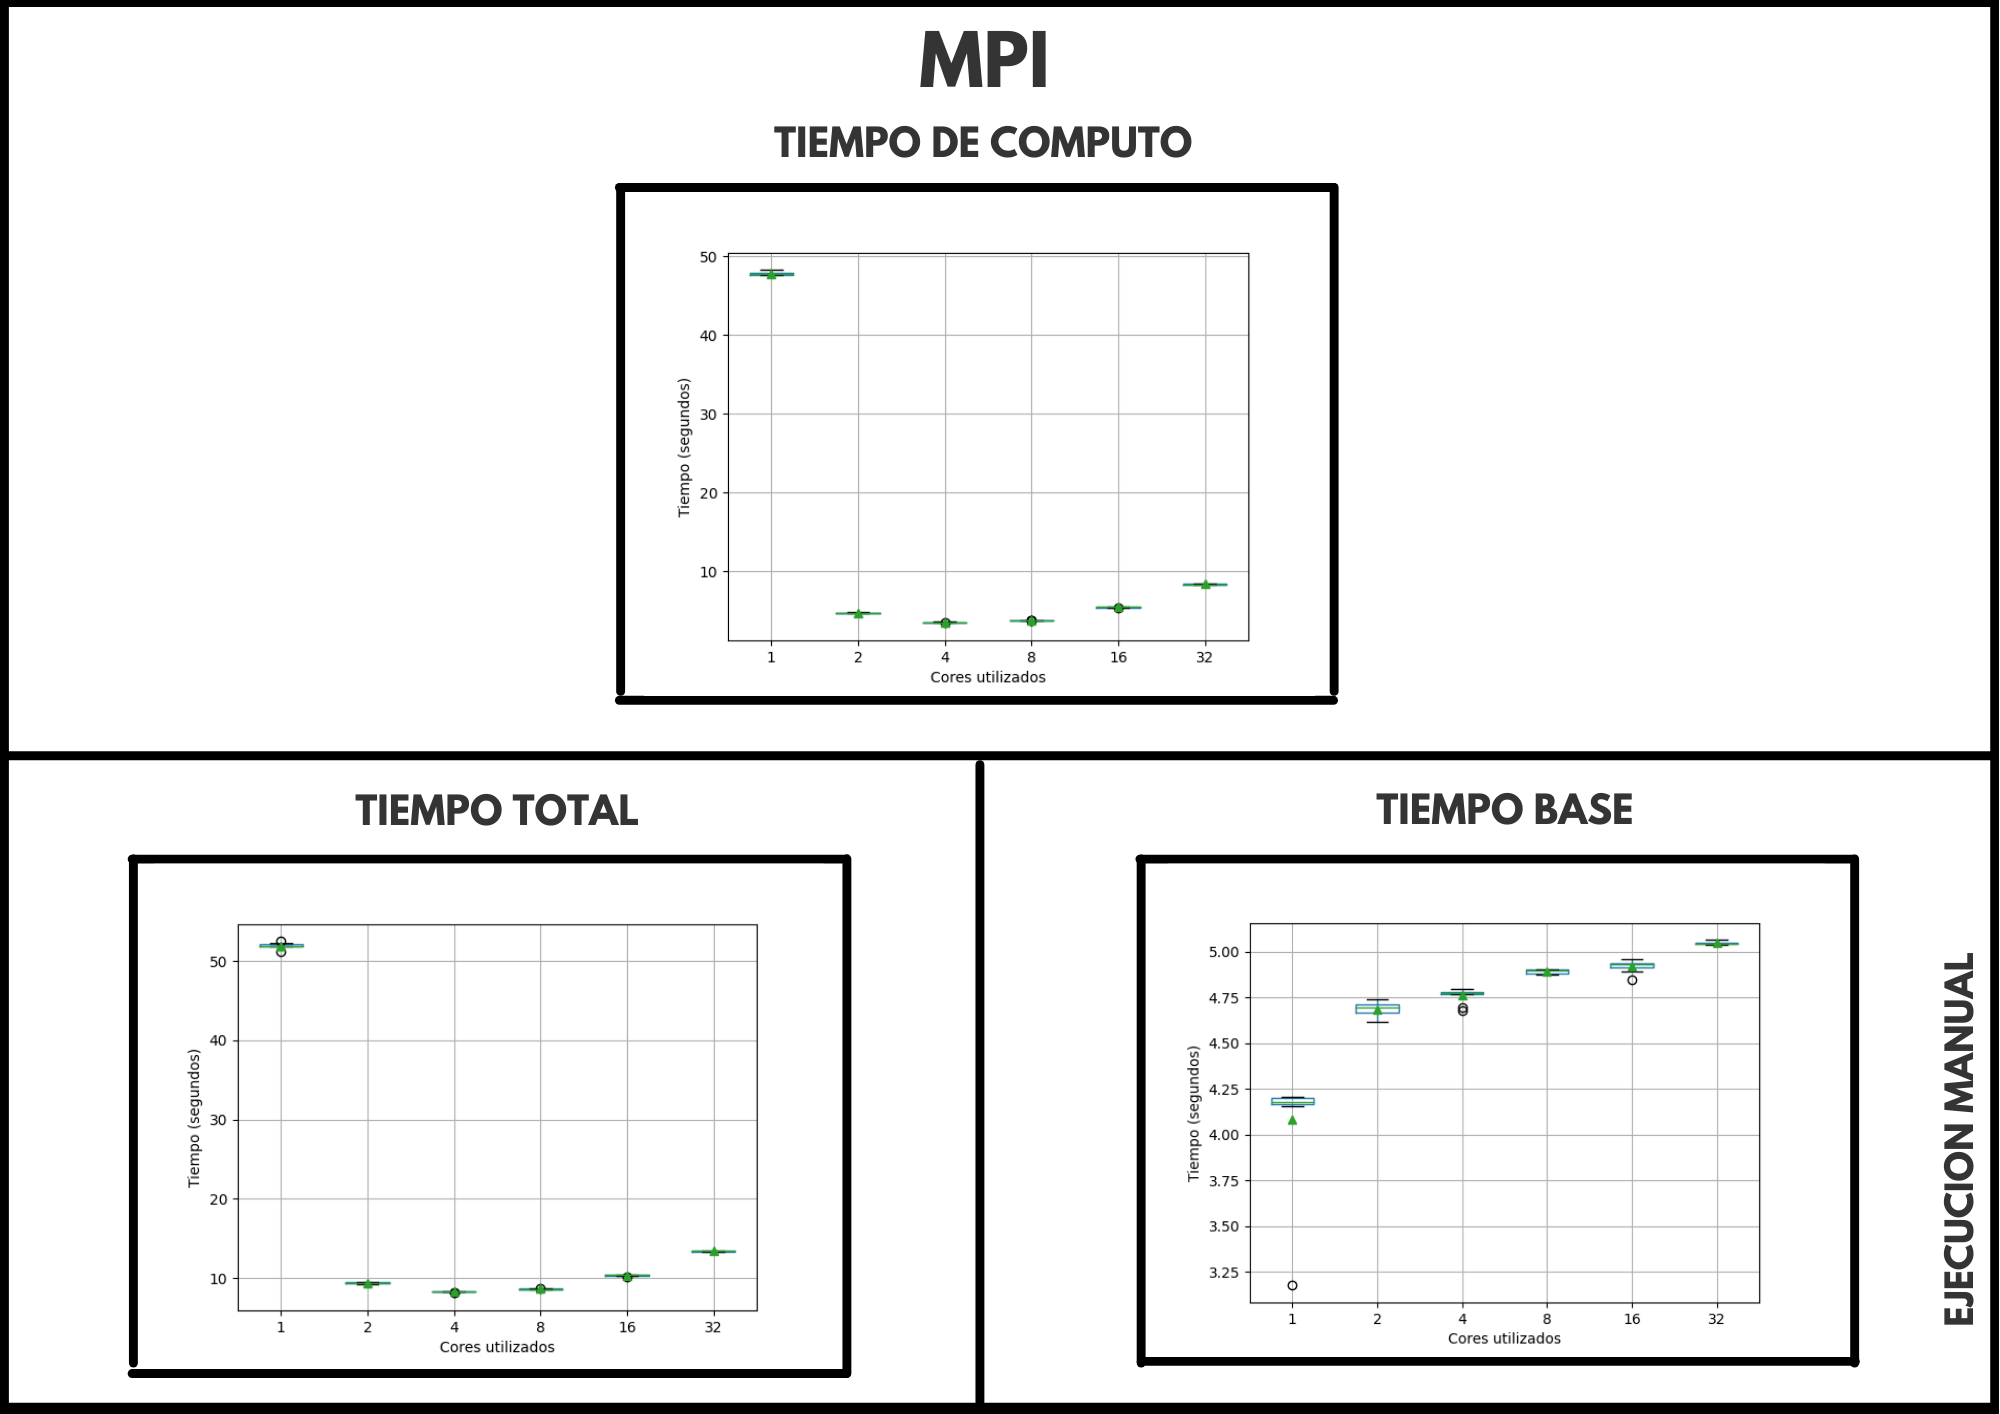 MPI
TIEMPO DE COMPUTO
50
40
30
20
10
Tiempo (segundos)
1 2 4 8 16 32
Cores utilizados
TIEMPO TOTAL
50
40
30
20
10
Tiempo (segundos)
1 2 4 8 16 32
Cores utilizados
TIEMPO BASE
5.00
4.75
4.50
4.25
4.00
3.75
3.50
3.25
Tiempo (segundos)
1 2 4 8 16 32
Cores utilizados
EJECUCION MANUAL